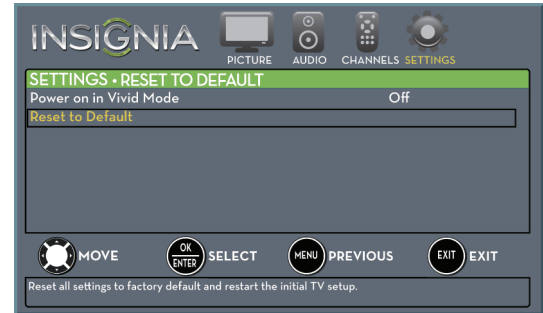 INSIGNIA
PICTURE AUDIO CHANNELS SETTINGS
SETTINGS • RESET TO DEFAULT
Power on in Vivid Mode Off
Reset to Default
MOVE OK ENTER SELECT MENU PREVIOUS EXIT EXIT
Reset all settings to factory default and restart the initial TV setup.